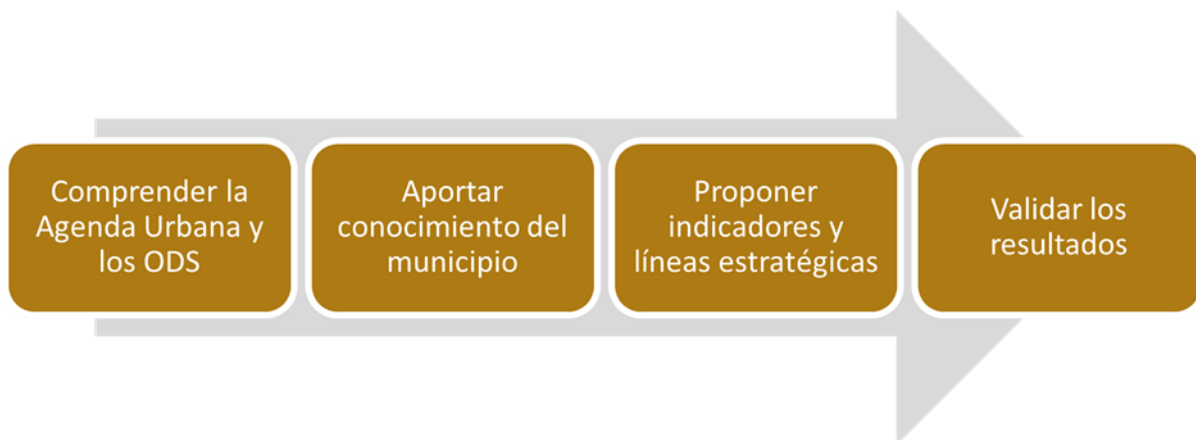 Comprender la
Agenda Urbana y
los ODS
Aportar
conocimiento del
municipio
Proponer
indicadores y
líneas estratégicas
Validar los
resultados